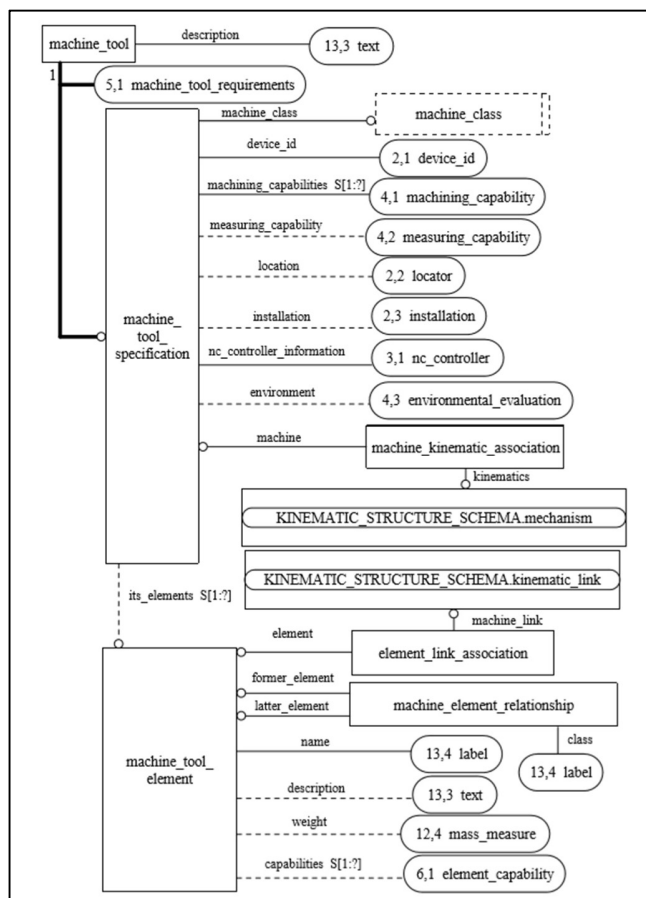 machine_tool
description
13,3 text
1
5,1 machine_tool_requirements
machine_class
machine_class
device_id
2,1 device_id
machining_capabilities S[1:?]
4,1 machining_capability
measuring_capability
4,2 measuring_capability
location
2,2 locator
machine_
tool_
specification
installation
2,3 installation
nc_controller_information
3,1 nc_controller
environment
4,3 environmental_evaluation
machine
machine_kinematic_association
kinematics
KINEMATIC_STRUCTURE_SCHEMA.mechanism
KINEMATIC_STRUCTURE_SCHEMA.kinematic_link
its_elements S[1:?]
machine_link
element
element_link_association
former_element
latter_element
machine_element_relationship
class
13,4 label
machine_tool_
element
name
13,4 label
description
13,3 text
weight
12,4 mass_measure
capabilities S[1:?]
6,1 element_capability